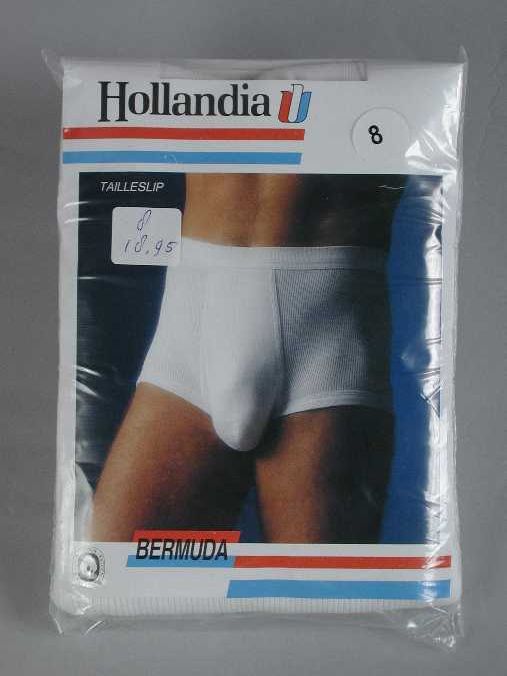 Hollandia
8
TAILLESLIP
8
18,95
BERMUDA